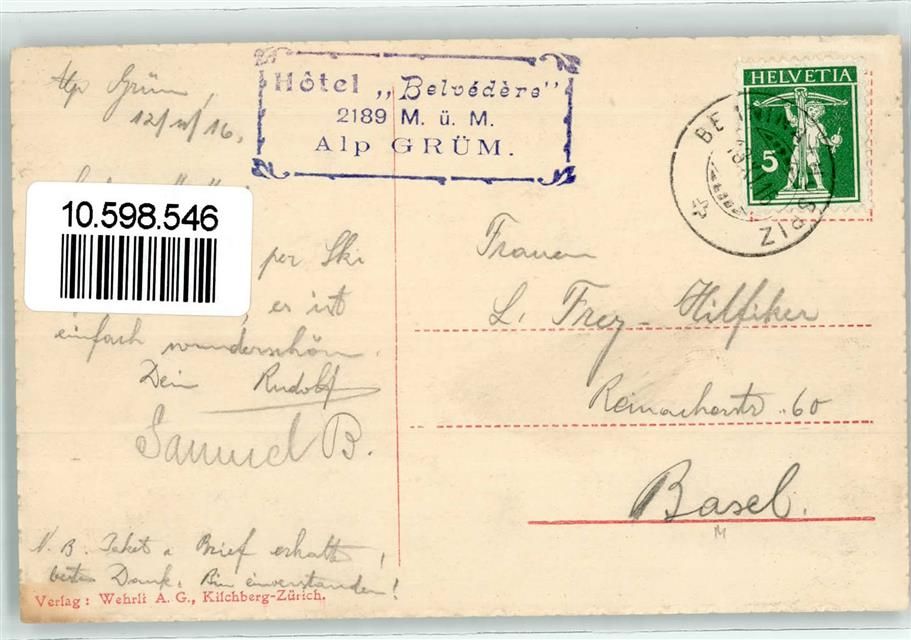 Alp Grüm,
12/II/16.
Hôtel „Belvédère"
2189 M. ü. M.
Alp GRÜM.
HELVETIA
5
10.598.546
per Ski
, er ist
einfach wunderschön.
Dein Rudolf
Samuel B.
N. B. Paket & Brief erhalten!
besten Dank. Bin einverstanden!
Verlag: Wehrli A. G., Kilchberg-Zürich.
Frauen
L. Frey-Hilfiker
Reinacherstr. 60
Basel.